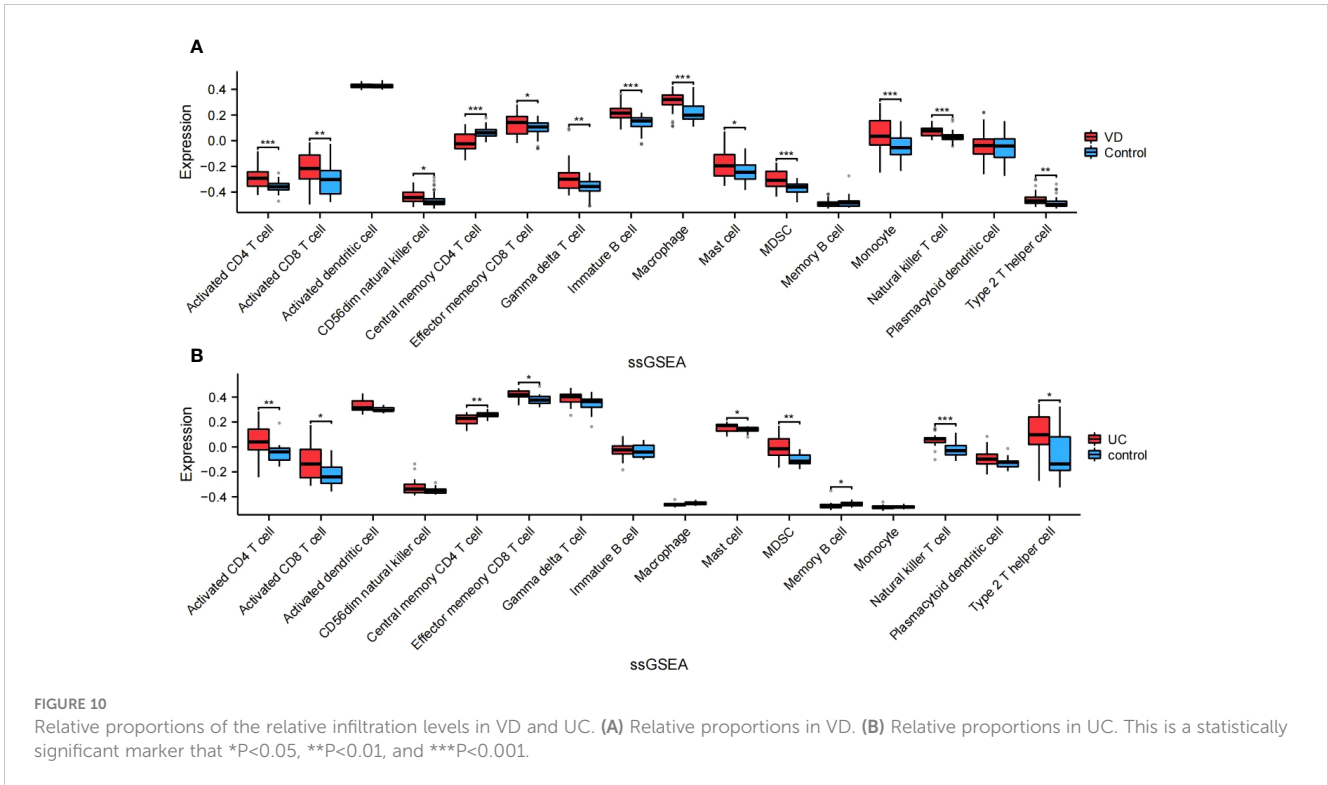 A
Expression
0.4
0.2
0.0
−0.2
−0.4
***
**
*
***
*
**
***
***
*
***
***
***
**
VD
Control
Activated CD4 T cell
Activated CD8 T cell
Activated dendritic cell
CD56dim natural killer cell
Central memory CD4 T cell
Effector memeory CD8 T cell
Gamma delta T cell
Immature B cell
Macrophage
Mast cell
MDSC
Memory B cell
Monocyte
Natural killer T cell
Plasmacytoid dendritic cell
Type 2 T helper cell
ssGSEA
B
Expression
0.4
0.2
0.0
−0.2
−0.4
**
*
**
*
*
**
*
***
*
UC
control
Activated CD4 T cell
Activated CD8 T cell
Activated dendritic cell
CD56dim natural killer cell
Central memory CD4 T cell
Effector memeory CD8 T cell
Gamma delta T cell
Immature B cell
Macrophage
Mast cell
MDSC
Memory B cell
Monocyte
Natural killer T cell
Plasmacytoid dendritic cell
Type 2 T helper cell
ssGSEA
FIGURE 10
Relative proportions of the relative infiltration levels in VD and UC. (A) Relative proportions in VD. (B) Relative proportions in UC. This is a statistically
significant marker that *P<0.05, **P<0.01, and ***P<0.001.